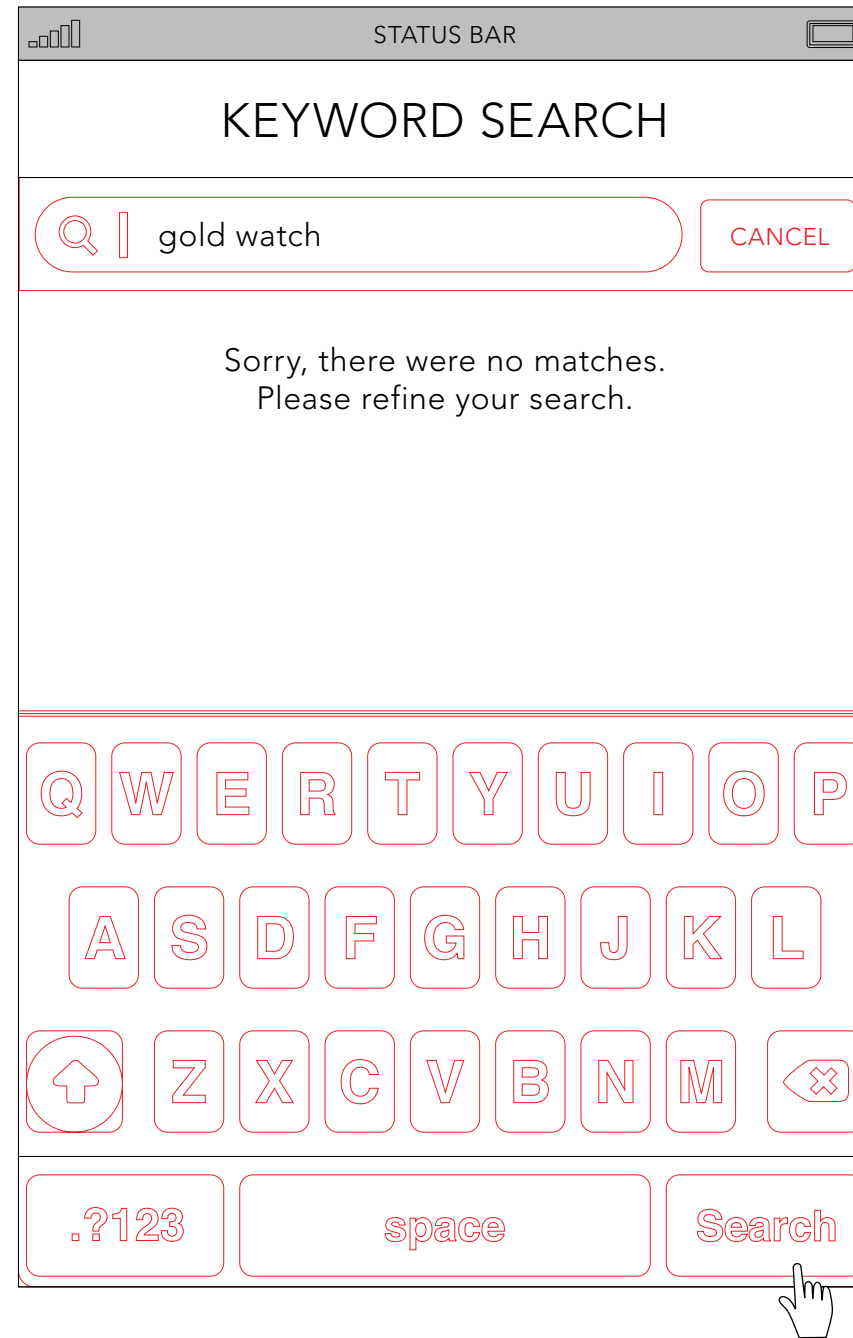 STATUS BAR
KEYWORD SEARCH
gold watch
CANCEL
Sorry, there were no matches.
Please refine your search.
Q W E R T Y U I O P
A S D F G H J K L
Z X C V B N M
.?123 space Search